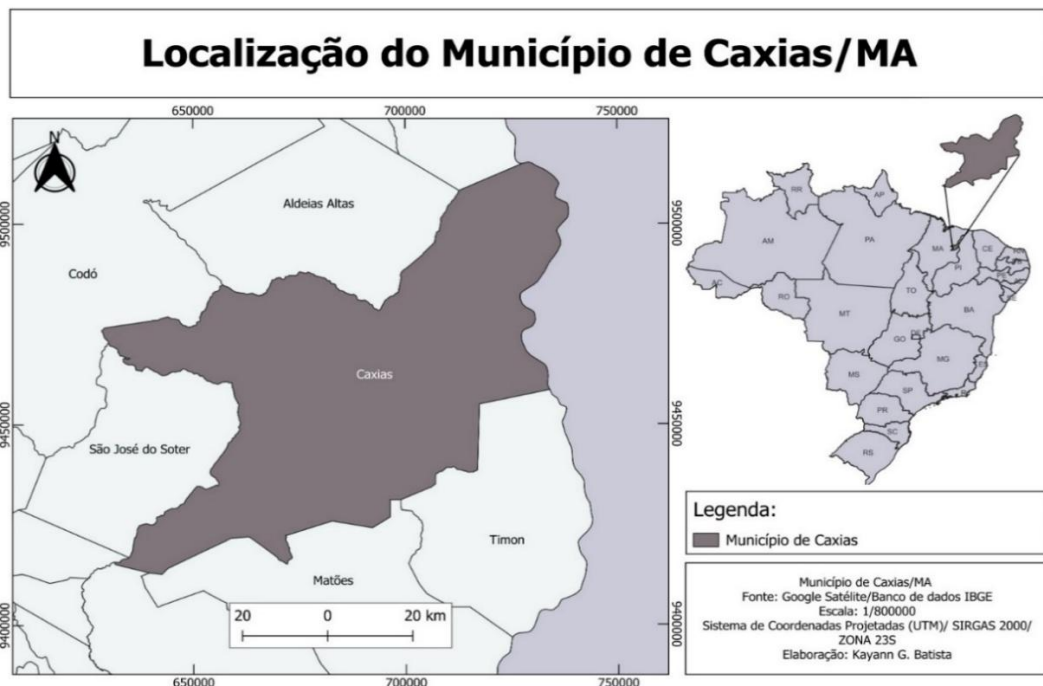 Localização do Município de Caxias/MA
650000
700000
750000
N
9500000
9500000
Aldeias Altas
Codó
Caxias
9450000
9450000
São José do Soter
Timon
Matões
20
0
20 km
9400000
9400000
650000
700000
750000
RR
AP
AM
PA
MA
CE
RN
PI
AC
RO
TO
BA
MT
GO
DF
MG
MS
SP
PR
SC
RS
Legenda:
Município de Caxias
Município de Caxias/MA
Fonte: Google Satélite/Banco de dados IBGE
Escala: 1/800000
Sistema de Coordenadas Projetadas (UTM)/ SIRGAS 2000/
ZONA 23S
Elaboração: Kayann G. Batista